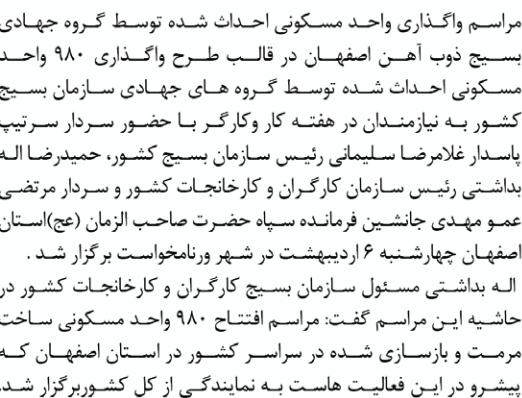 مراسم واگذاری واحد مسکونی احداث شده توسط گروه جهادی
بسیج ذوب آهن اصفهان در قالب طرح واگذاری ۹۸۰ واحد
مسکونی احداث شده توسط گروه های جهادی سازمان بسیج
کشور به نیازمندان در هفته کار وکارگر با حضور سردار سرتیپ
پاسدار غلامرضا سلیمانی رئیس سازمان بسیج کشور، حمیدرضا اله
بداشتی رئیس سازمان کارگران و کارخانجات کشور و سردار مرتضی
عمو مهدی جانشین فرمانده سپاه حضرت صاحب الزمان (عج)استان
اصفهان چهارشنبه ۶ اردیبهشت در شهر ورنامخواست برگزار شد .
اله بداشتی مسئول سازمان بسیج کارگران و کارخانجات کشور در
حاشیه این مراسم گفت: مراسم افتتاح ۹۸۰ واحد مسکونی ساخت
مرمت و بازسازی شده در سراسر کشور در استان اصفهان که
پیشرو در این فعالیت هاست به نمایندگی از کل کشوربرگزار شد.